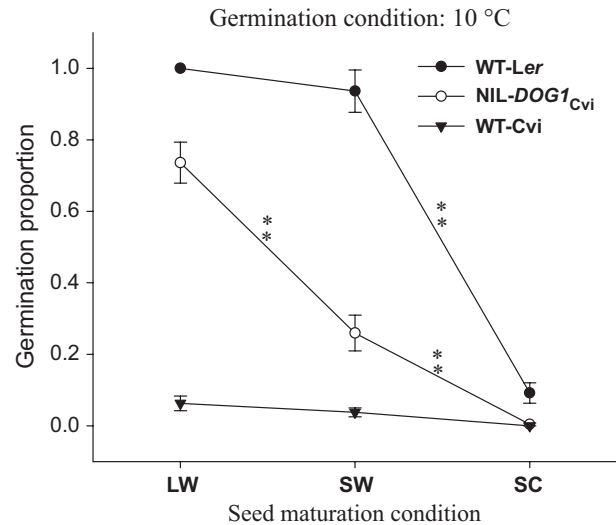 Germination condition: 10 °C
WT-Ler
NIL-DOG1Cvi
WT-Cvi
Germination proportion
1.0
0.8
0.6
0.4
0.2
0.0
**
**
**
LW SW SC
Seed maturation condition